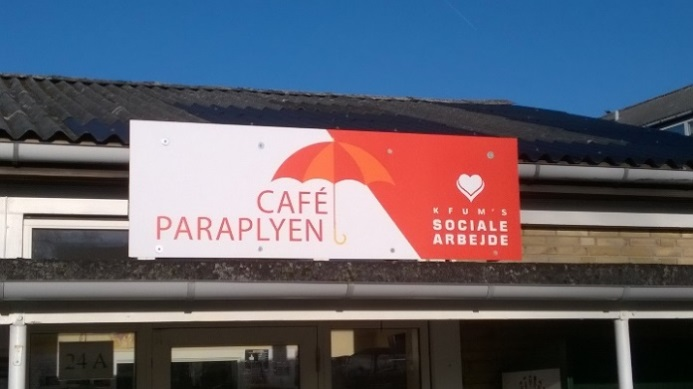 CAFÉ
PARAPLYEN
KFUM'S
SOCIALE
ARBEJDE
24 A